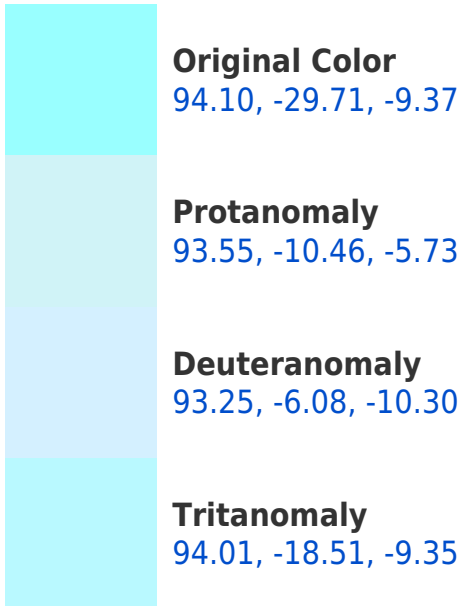 Original Color
94.10, -29.71, -9.37
Protanomaly
93.55, -10.46, -5.73
Deuteranomaly
93.25, -6.08, -10.30
Tritanomaly
94.01, -18.51, -9.35